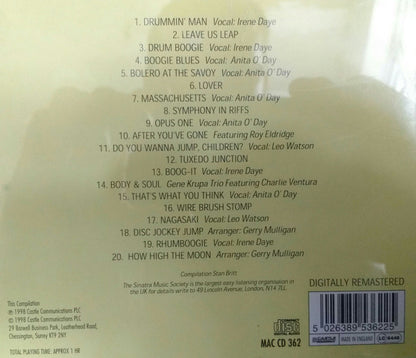 1. DRUMMIN' MAN Vocal: Irene Daye
2. LEAVE US LEAP
3. DRUM BOOGIE Vocal: Irene Daye
4. BOOGIE BLUES Vocal: Anita O' Day
5. BOLERO AT THE SAVOY Vocal: Anita O' Day
6. LOVER
7. MASSACHUSETTS Vocal: Anita O' Day
8. SYMPHONY IN RIFFS
9. OPUS ONE Vocal: Anita O' Day
10. AFTER YOU'VE GONE Featuring Roy Eldridge
11. DO YOU WANNA JUMP, CHILDREN? Vocal: Leo Watson
12. TUXEDO JUNCTION
13. BOOG-IT Vocal: Irene Daye
14. BODY & SOUL Gene Krupa Trio Featuring Charlie Ventura
15. THAT'S WHAT YOU THINK Vocal: Anita O' Day
16. WIRE BRUSH STOMP
17. NAGASAKI Vocal: Leo Watson
18. DISC JOCKEY JUMP Arranger: Gerry Mulligan
19. RHUMBOOGIE Vocal: Irene Daye
20. HOW HIGH THE MOON Arranger: Gerry Mulligan
Compilation Stan Britt
The Sinatra Music Society is the largest easy listening organisation in
the UK for details write to 49 Lincoln Avenue, London, N14 7LL.
This Compilation
℗ 1998 Castle Communications PLC
© 1998 Castle Communications PLC
29 Barwell Business Park, Leatherhead Road,
Chessington, Surrey KT9 2NY
TOTAL PLAYING TIME: APPROX 1 HR
COMPACT
disc
DIGITAL AUDIO
MAC CD 362
DIGITALLY REMASTERED
MADE IN ENGLAND
LC 6448
5 026389 536225